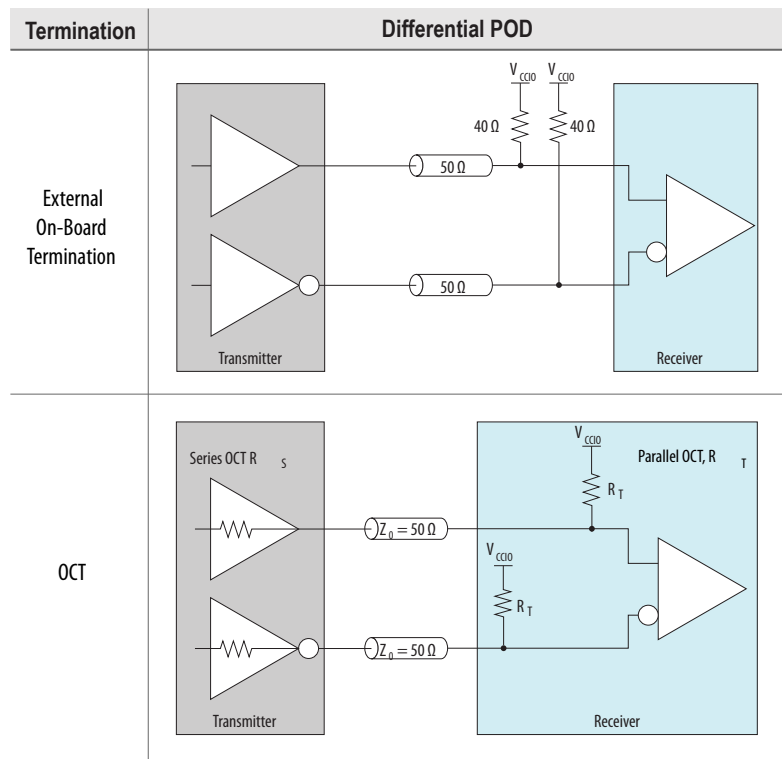 Termination
Differential POD
External
On-Board
Termination
V CCIO
V CCIO
40 Ω
40 Ω
50 Ω
50 Ω
Transmitter
Receiver
OCT
Series OCT R S
V CCIO
Parallel OCT, R T
R T
Z 0 = 50 Ω
V CCIO
R T
Z 0 = 50 Ω
Transmitter
Receiver